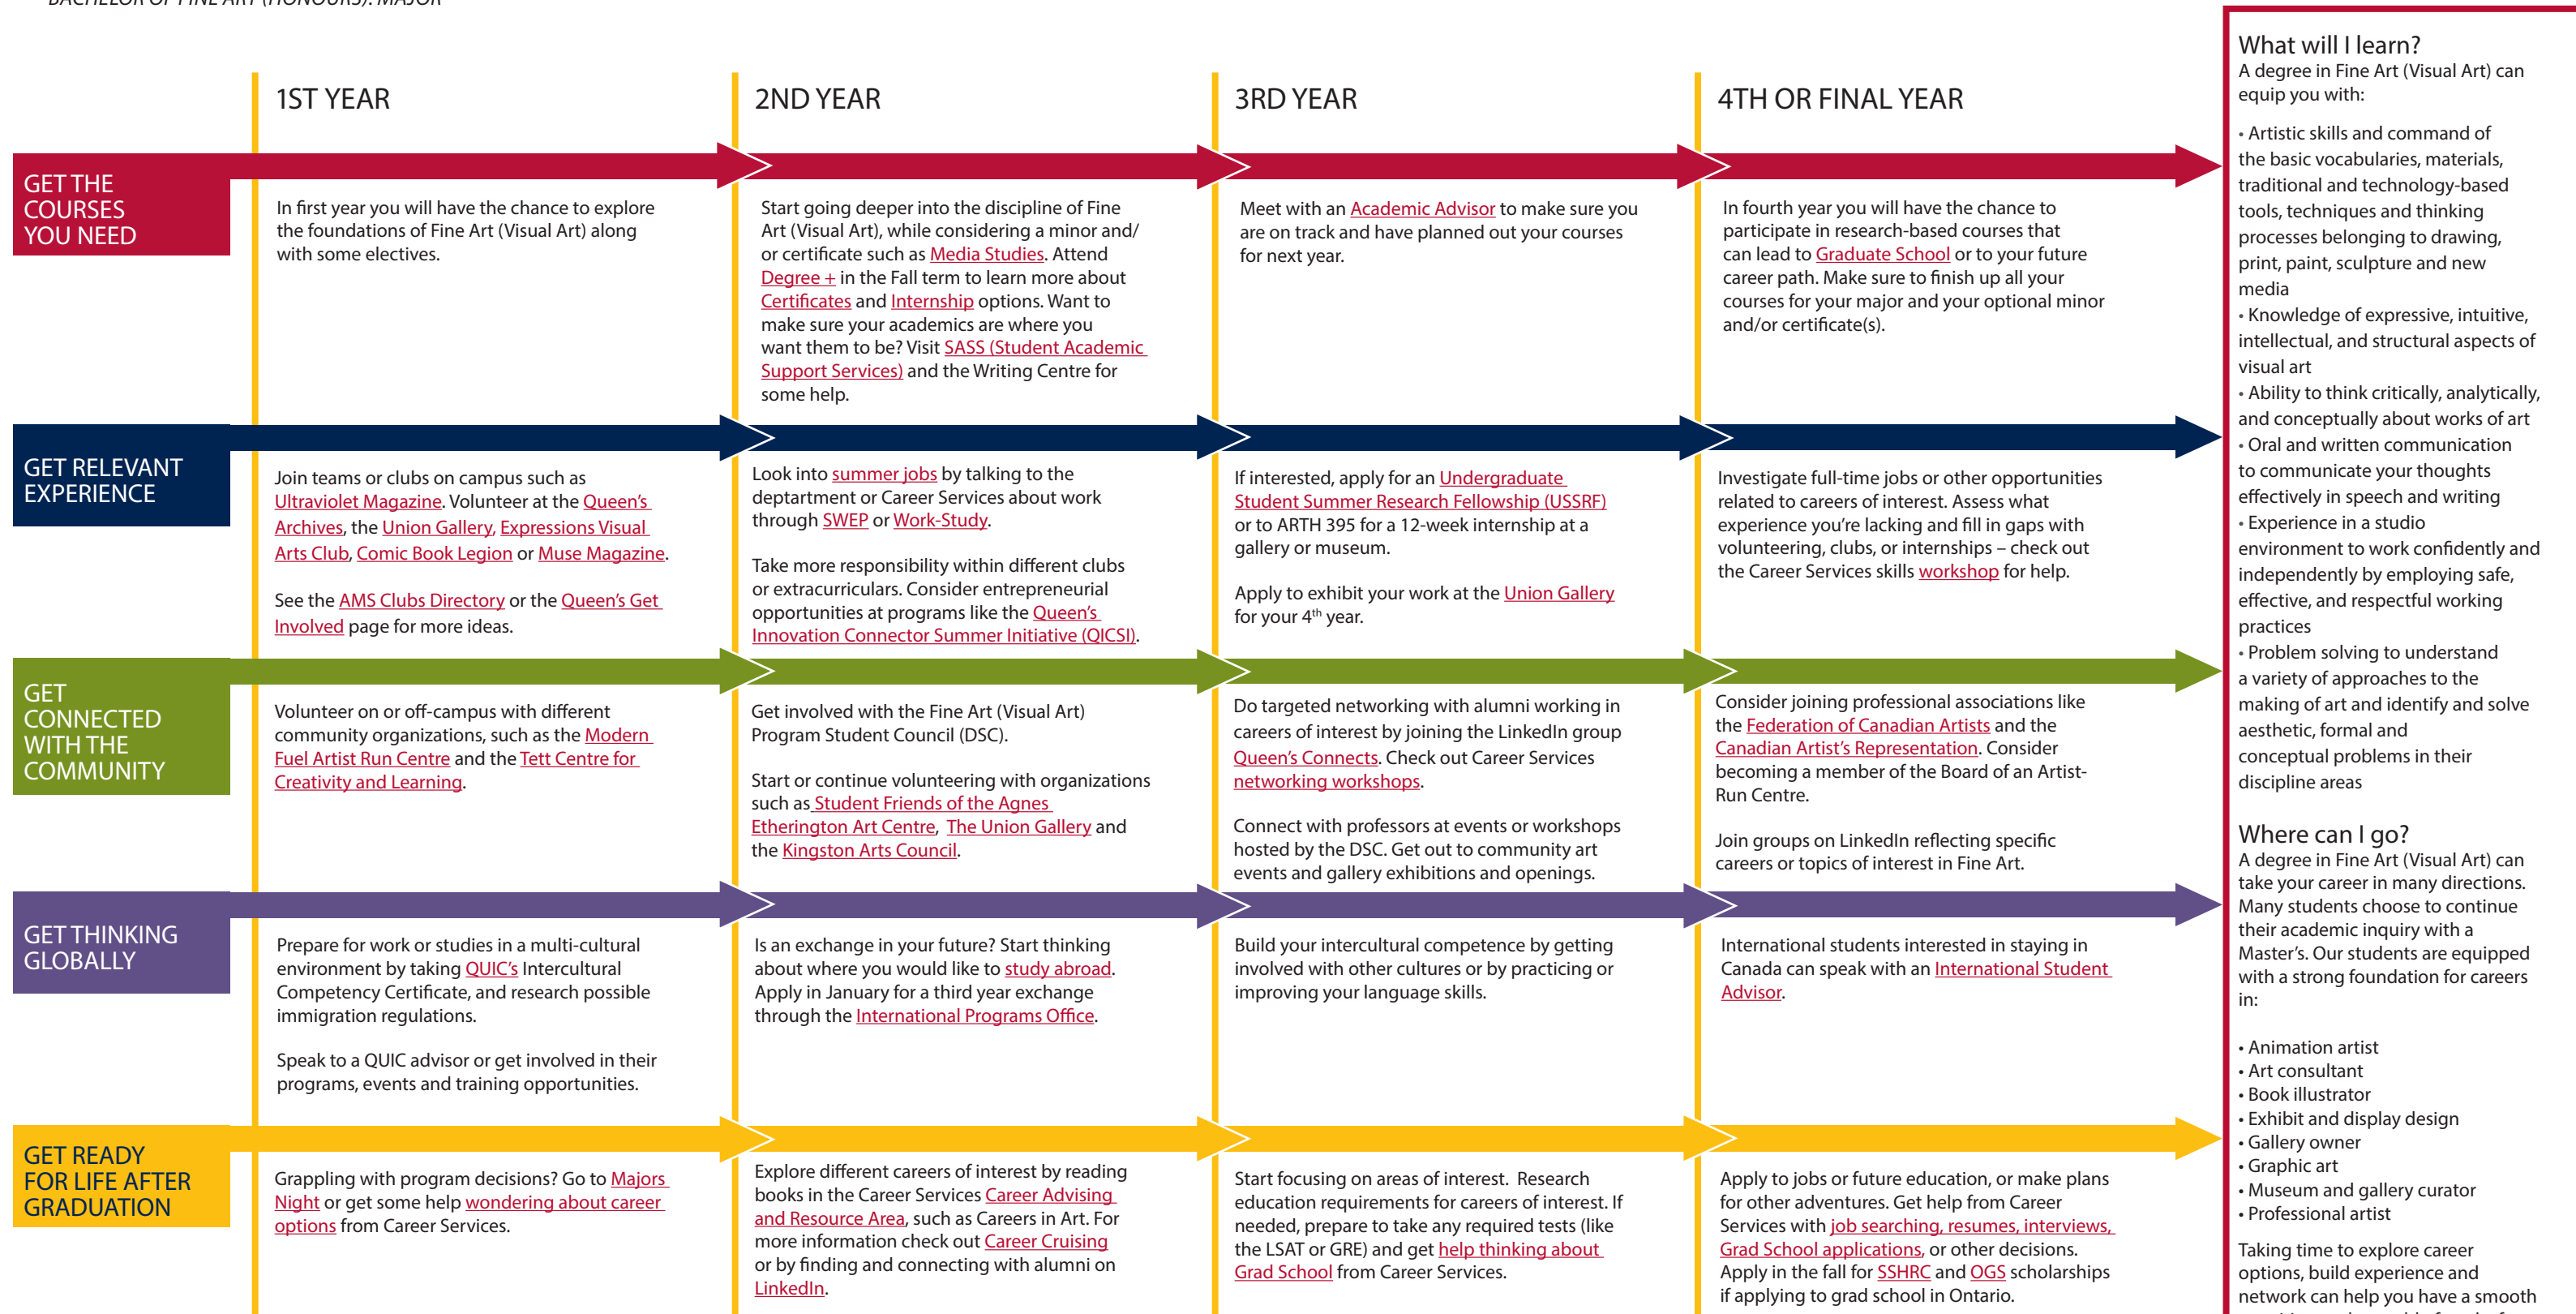 BACHELOR OF FINE ART (HONOURS): MAJOR
1ST YEAR
2ND YEAR
3RD YEAR
4TH OR FINAL YEAR
GET THE
COURSES
YOU NEED
In first year you will have the chance to explore
the foundations of Fine Art (Visual Art) along
with some electives.
Start going deeper into the discipline of Fine
Art (Visual Art), while considering a minor and/
or certificate such as Media Studies. Attend
Degree + in the Fall term to learn more about
Certificates and Internship options. Want to
make sure your academics are where you
want them to be? Visit SASS (Student Academic
Support Services) and the Writing Centre for
some help.
Meet with an Academic Advisor to make sure you
are on track and have planned out your courses
for next year.
In fourth year you will have the chance to
participate in research-based courses that
can lead to Graduate School or to your future
career path. Make sure to finish up all your
courses for your major and your optional minor
and/or certificate(s).
GET RELEVANT
EXPERIENCE
Join teams or clubs on campus such as
Ultraviolet Magazine. Volunteer at the Queen's
Archives, the Union Gallery, Expressions Visual
Arts Club, Comic Book Legion or Muse Magazine.
See the AMS Clubs Directory or the Queen's Get
Involved page for more ideas.
Look into summer jobs by talking to the
deptartment or Career Services about work
through SWEP or Work-Study.
Take more responsibility within different clubs
or extracurriculars. Consider entrepreneurial
opportunities at programs like the Queen's
Innovation Connector Summer Initiative (QICSI).
If interested, apply for an Undergraduate
Student Summer Research Fellowship (USSRF)
or to ARTH 395 for a 12-week internship at a
gallery or museum.
Apply to exhibit your work at the Union Gallery
for your 4th year.
Investigate full-time jobs or other opportunities
related to careers of interest. Assess what
experience you're lacking and fill in gaps with
volunteering, clubs, or internships – check out
the Career Services skills workshop for help.
GET
CONNECTED
WITH THE
COMMUNITY
Volunteer on or off-campus with different
community organizations, such as the Modern
Fuel Artist Run Centre and the Tett Centre for
Creativity and Learning.
Get involved with the Fine Art (Visual Art)
Program Student Council (DSC).
Start or continue volunteering with organizations
such as Student Friends of the Agnes
Etherington Art Centre, The Union Gallery and
the Kingston Arts Council.
Do targeted networking with alumni working in
careers of interest by joining the LinkedIn group
Queen's Connects. Check out Career Services
networking workshops.
Connect with professors at events or workshops
hosted by the DSC. Get out to community art
events and gallery exhibitions and openings.
Consider joining professional associations like
the Federation of Canadian Artists and the
Canadian Artist's Representation. Consider
becoming a member of the Board of an Artist-
Run Centre.
Join groups on LinkedIn reflecting specific
careers or topics of interest in Fine Art.
GET THINKING
GLOBALLY
Prepare for work or studies in a multi-cultural
environment by taking QUIC's Intercultural
Competency Certificate, and research possible
immigration regulations.
Speak to a QUIC advisor or get involved in their
programs, events and training opportunities.
Is an exchange in your future? Start thinking
about where you would like to study abroad.
Apply in January for a third year exchange
through the International Programs Office.
Build your intercultural competence by getting
involved with other cultures or by practicing or
improving your language skills.
International students interested in staying in
Canada can speak with an International Student
Advisor.
GET READY
FOR LIFE AFTER
GRADUATION
Grappling with program decisions? Go to Majors
Night or get some help wondering about career
options from Career Services.
Explore different careers of interest by reading
books in the Career Services Career Advising
and Resource Area, such as Careers in Art. For
more information check out Career Cruising
or by finding and connecting with alumni on
LinkedIn.
Start focusing on areas of interest. Research
education requirements for careers of interest. If
needed, prepare to take any required tests (like
the LSAT or GRE) and get help thinking about
Grad School from Career Services.
Apply to jobs or future education, or make plans
for other adventures. Get help from Career
Services with job searching, resumes, interviews,
Grad School applications, or other decisions.
Apply in the fall for SSHRC and OGS scholarships
if applying to grad school in Ontario.
What will I learn?
A degree in Fine Art (Visual Art) can
equip you with:
• Artistic skills and command of
the basic vocabularies, materials,
traditional and technology-based
tools, techniques and thinking
processes belonging to drawing,
print, paint, sculpture and new
media
• Knowledge of expressive, intuitive,
intellectual, and structural aspects of
visual art
• Ability to think critically, analytically,
and conceptually about works of art
• Oral and written communication
to communicate your thoughts
effectively in speech and writing
• Experience in a studio
environment to work confidently and
independently by employing safe,
effective, and respectful working
practices
• Problem solving to understand
a variety of approaches to the
making of art and identify and solve
aesthetic, formal and
conceptual problems in their
discipline areas
Where can I go?
A degree in Fine Art (Visual Art) can
take your career in many directions.
Many students choose to continue
their academic inquiry with a
Master's. Our students are equipped
with a strong foundation for careers
in:
• Animation artist
• Art consultant
• Book illustrator
• Exhibit and display design
• Gallery owner
• Graphic art
• Museum and gallery curator
• Professional artist
Taking time to explore career
options, build experience and
network can help you have a smooth